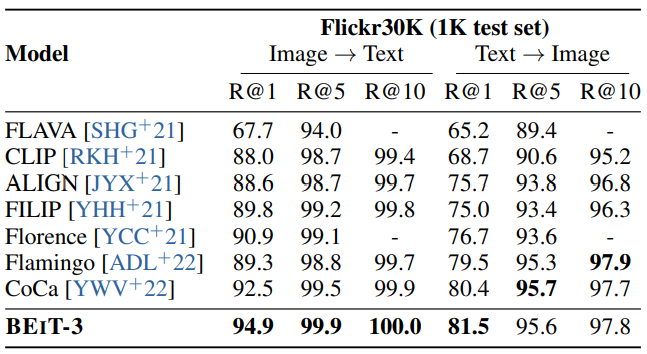 Flickr30K (1K test set)
Model Image → Text Text → Image
R@1 R@5 R@10 R@1 R@5 R@10
FLAVA [SHG+21] 67.7 94.0 - 65.2 89.4 -
CLIP [RKH+21] 88.0 98.7 99.4 68.7 90.6 95.2
ALIGN [JYX+21] 88.6 98.7 99.7 75.7 93.8 96.8
FILIP [YHH+21] 89.8 99.2 99.8 75.0 93.4 96.3
Florence [YCC+21] 90.9 99.1 - 76.7 93.6 -
Flamingo [ADL+22] 89.3 98.8 99.7 79.5 95.3 97.9
CoCa [YWV+22] 92.5 99.5 99.9 80.4 95.7 97.7
BEIT-3 94.9 99.9 100.0 81.5 95.6 97.8